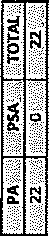 PA PSA TOTAL
22 0 22